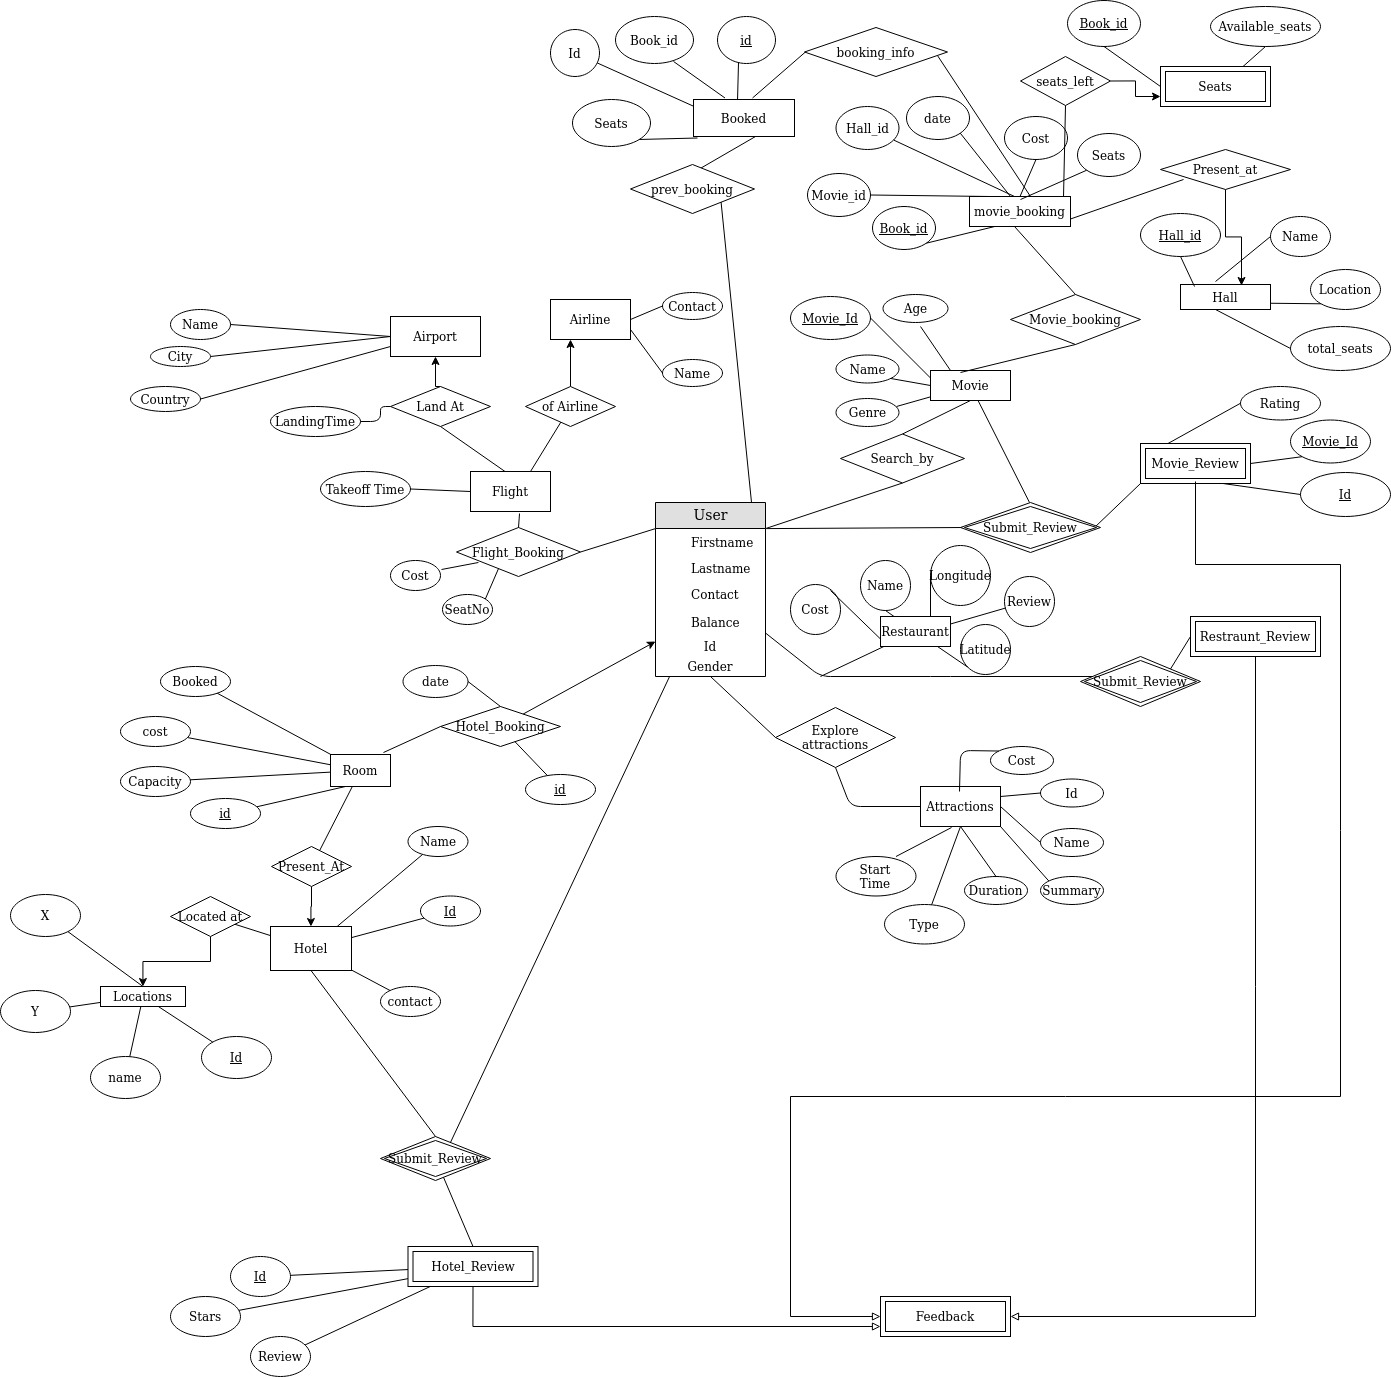 Book_id
Available_seats
Id
Book_id
id
booking_info
seats_left
Seats
Booked
Seats
Hall_id
date
Cost
Seats
prev_booking
Movie_id
movie_booking
Book_id
Present_at
Hall_id
Name
Hall
Location
total_seats
Name
City
Country
Airport
Airline
Contact
Name
Movie_Id
Age
Movie_booking
Name
Movie
Genre
LandingTime
Land At
of Airline
Search_by
Rating
Movie_Id
Movie_Review
Id
Takeoff Time
Flight
User
Submit_Review
Firstname
Lastname
Contact
Balance
Id
Gender
Flight_Booking
Cost
SeatNo
Cost
Name
Longitude
Review
Restaurant
Latitude
Restraunt_Review
Submit_Review
Booked
date
cost
Hotel_Booking
Capacity
Room
id
id
Explore
attractions
Cost
Attractions
Id
Name
Start
Time
Duration
Summary
Type
Present_At
Name
X
Located at
Id
Hotel
Locations
contact
Y
name
Id
Submit_Review
Id
Hotel_Review
Stars
Review
Feedback